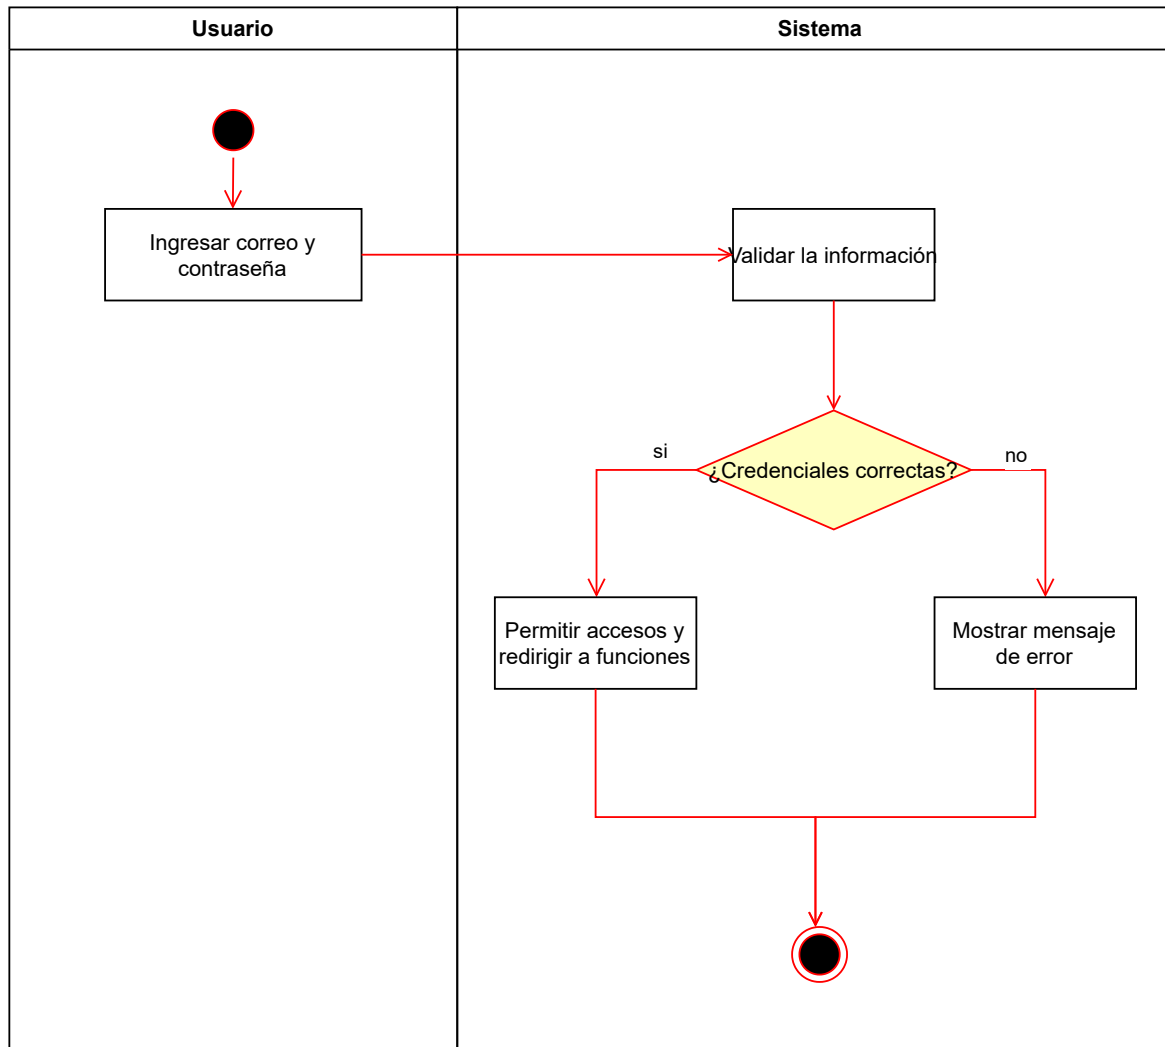 Usuario
Sistema
Ingresar correo y
contraseña
Validar la información
¿Credenciales correctas?
si
no
Permitir accesos y
redirigir a funciones
Mostrar mensaje
de error